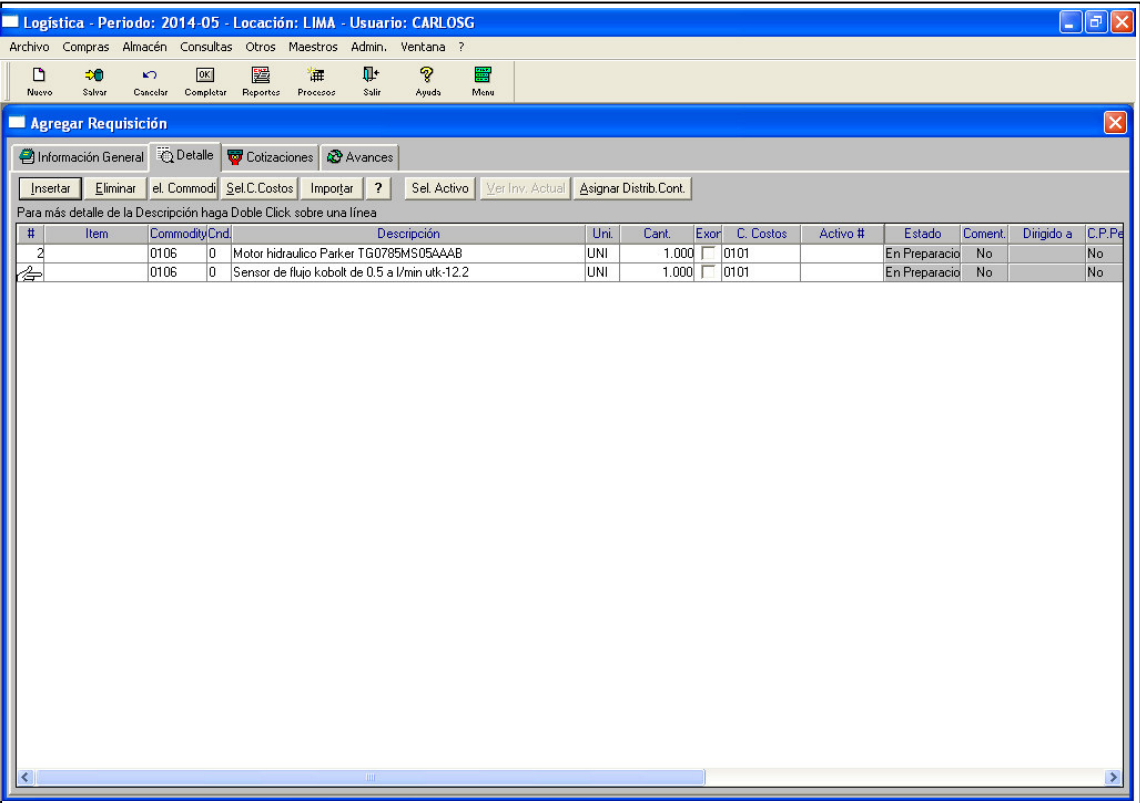 Logística - Periodo: 2014-05 - Locación: LIMA - Usuario: CARLOSG
Archivo Compras Almacén Consultas Otros Maestros Admin. Ventana ?
OK
Nuevo Salvar Cancelar Completar Reportes Procesos Salir Ayuda Menu
Agregar Requisición
Información General Detalle Cotizaciones Avances
Insertar Eliminar el. Commodi Sel.C.Costos Importar ? Sel. Activo Ver Inv. Actual Asignar Distrib.Cont.
Para más detalle de la Descripción haga Doble Click sobre una línea
# Item Commodity Cnd. Descripción Uni. Cant. Exor C. Costos Activo # Estado Coment. Dirigido a C.P.Pe
2 0106 0 Motor hidraulico Parker TG0785MS05AAAB UNI 1.000 0101 En Preparacio No No
0106 0 Sensor de flujo kobolt de 0.5 a l/min utk-12.2 UNI 1.000 0101 En Preparacio No No